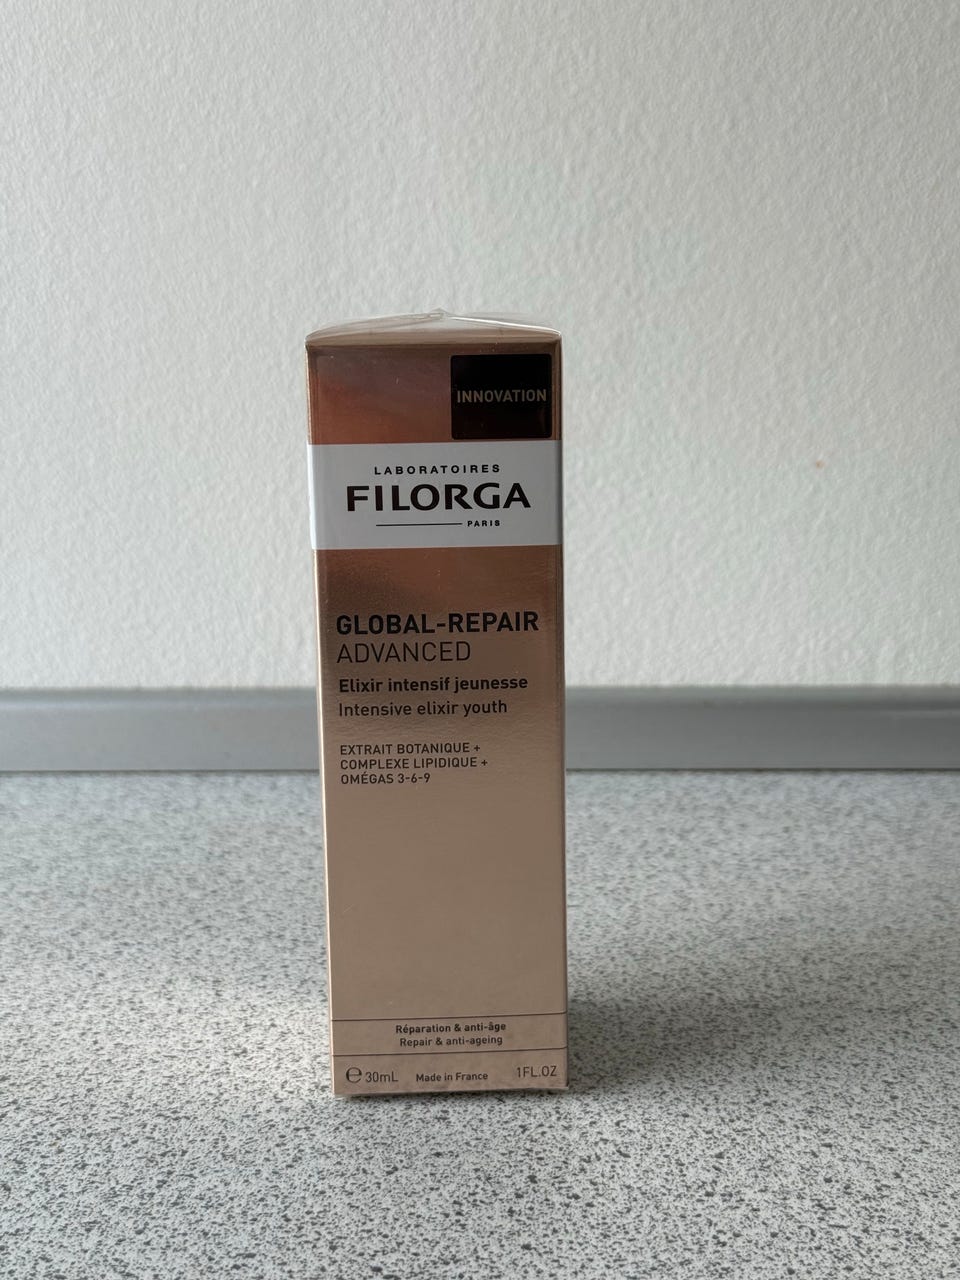 INNOVATION
LABORATOIRES
FILORGA
PARIS
GLOBAL-REPAIR
ADVANCED
Elixir intensif jeunesse
Intensive elixir youth
EXTRAIT BOTANIQUE +
COMPLEXE LIPIDIQUE +
OMÉGAS 3-6-9
Réparation & anti-âge
Repair & anti-ageing
℮ 30mL Made in France 1FL.OZ